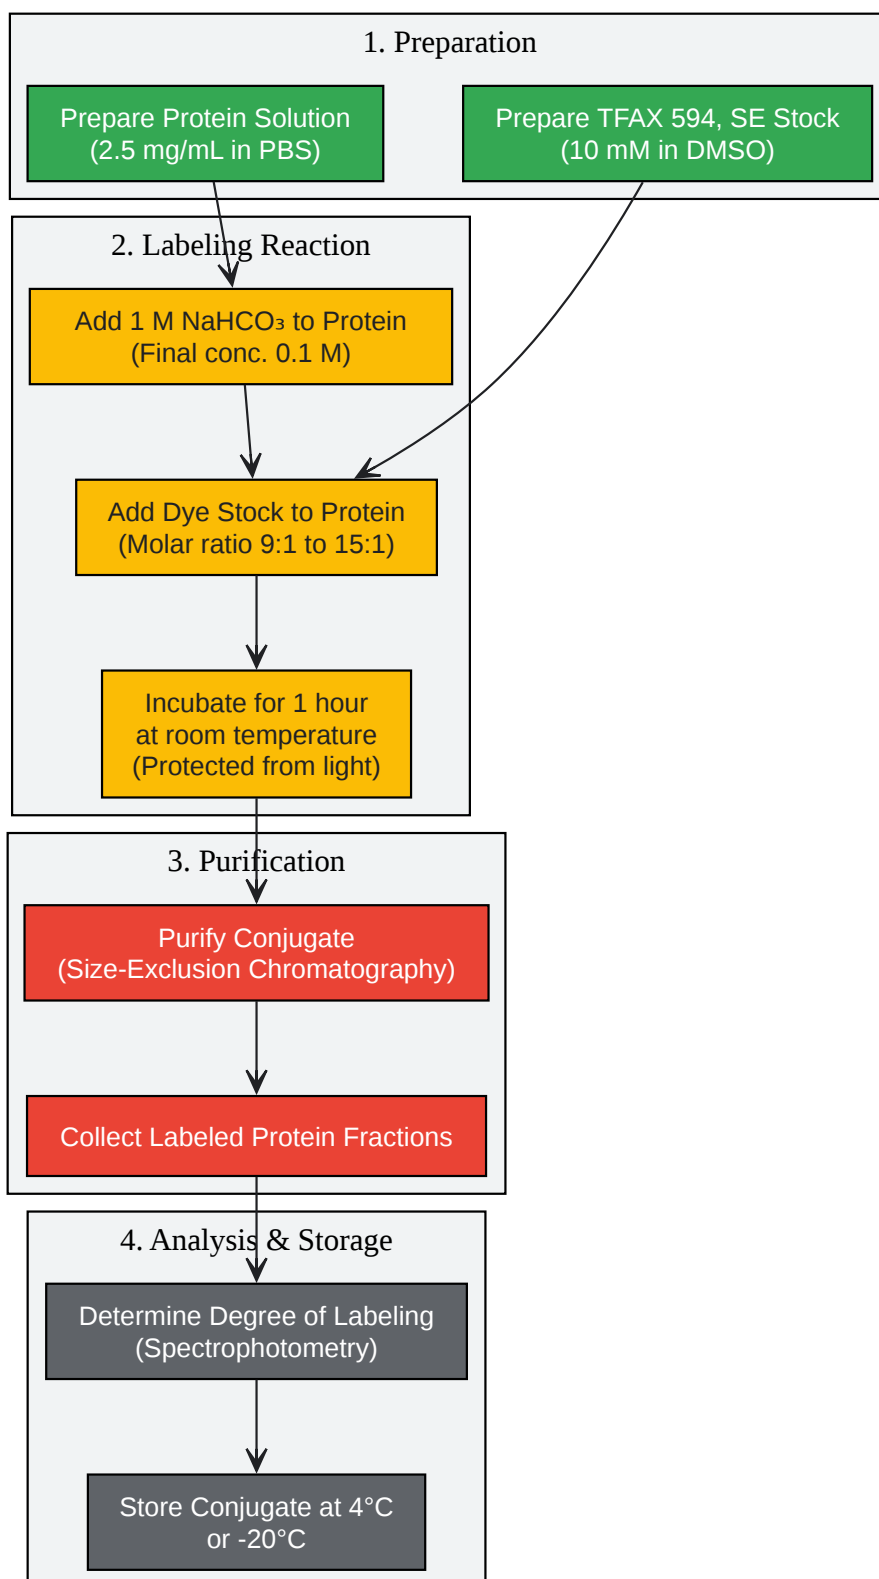 1. Preparation
Prepare Protein Solution
(2.5 mg/mL in PBS)
Prepare TFAX 594, SE Stock
(10 mM in DMSO)
2. Labeling Reaction
Add 1 M NaHCO₃ to Protein
(Final conc. 0.1 M)
Add Dye Stock to Protein
(Molar ratio 9:1 to 15:1)
Incubate for 1 hour
at room temperature
(Protected from light)
3. Purification
Purify Conjugate
(Size-Exclusion Chromatography)
Collect Labeled Protein Fractions
4. Analysis & Storage
Determine Degree of Labeling
(Spectrophotometry)
Store Conjugate at 4°C
or -20°C